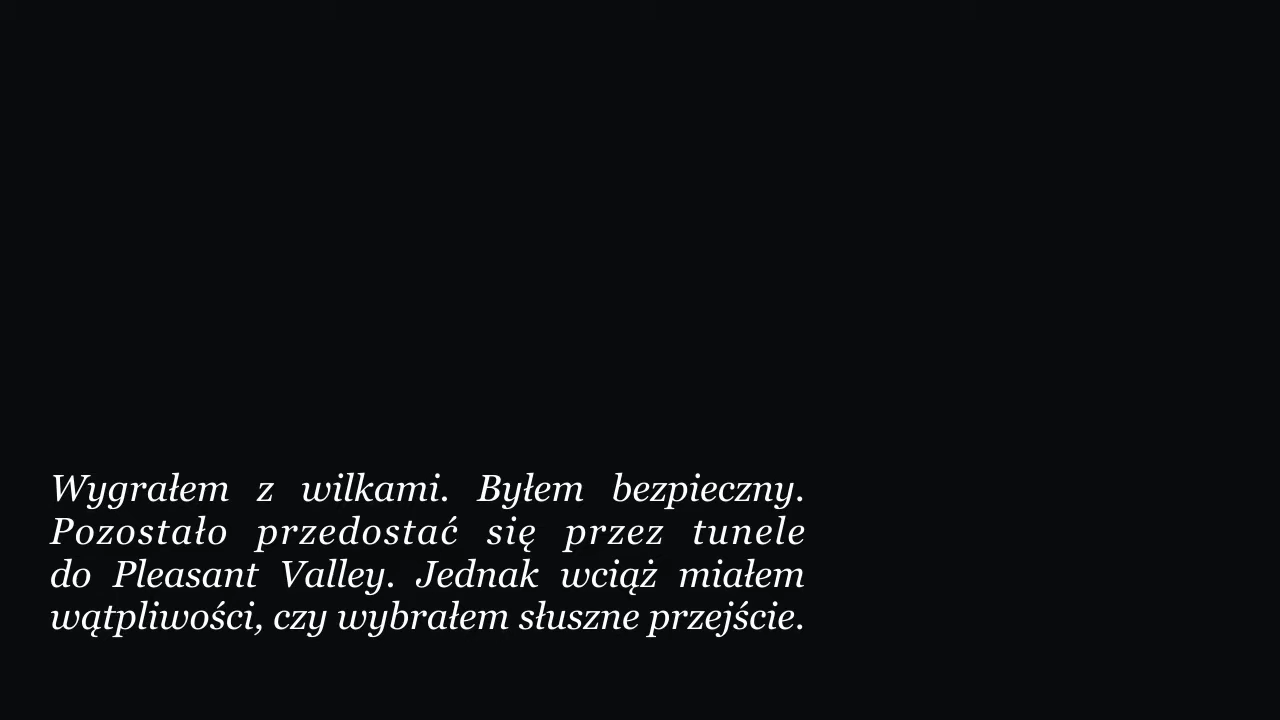 Wygrałem z wilkami. Byłem bezpieczny.
Pozostało przedostać się przez tunele
do Pleasant Valley. Jednak wciąż miałem
wątpliwości, czy wybrałem słuszne przejście.